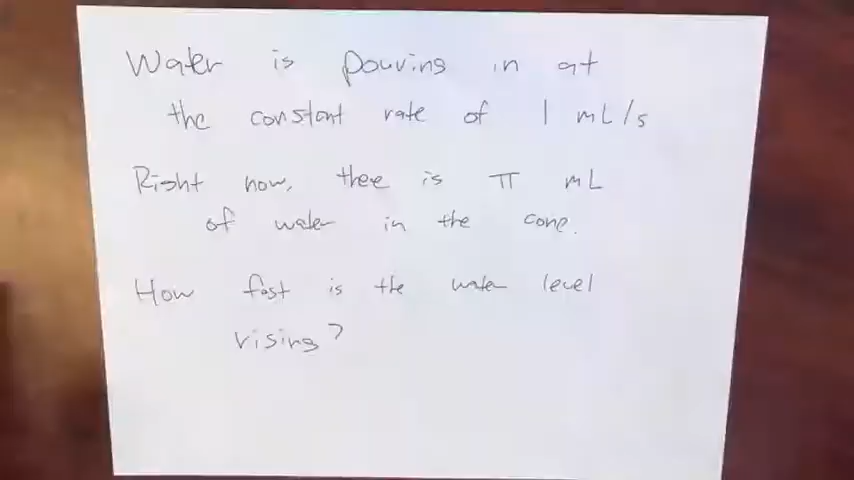 Water is pouring in at
the constant rate of 1 mL/s
Right now, there is π mL
of water in the cone.
How fast is the water level
rising?